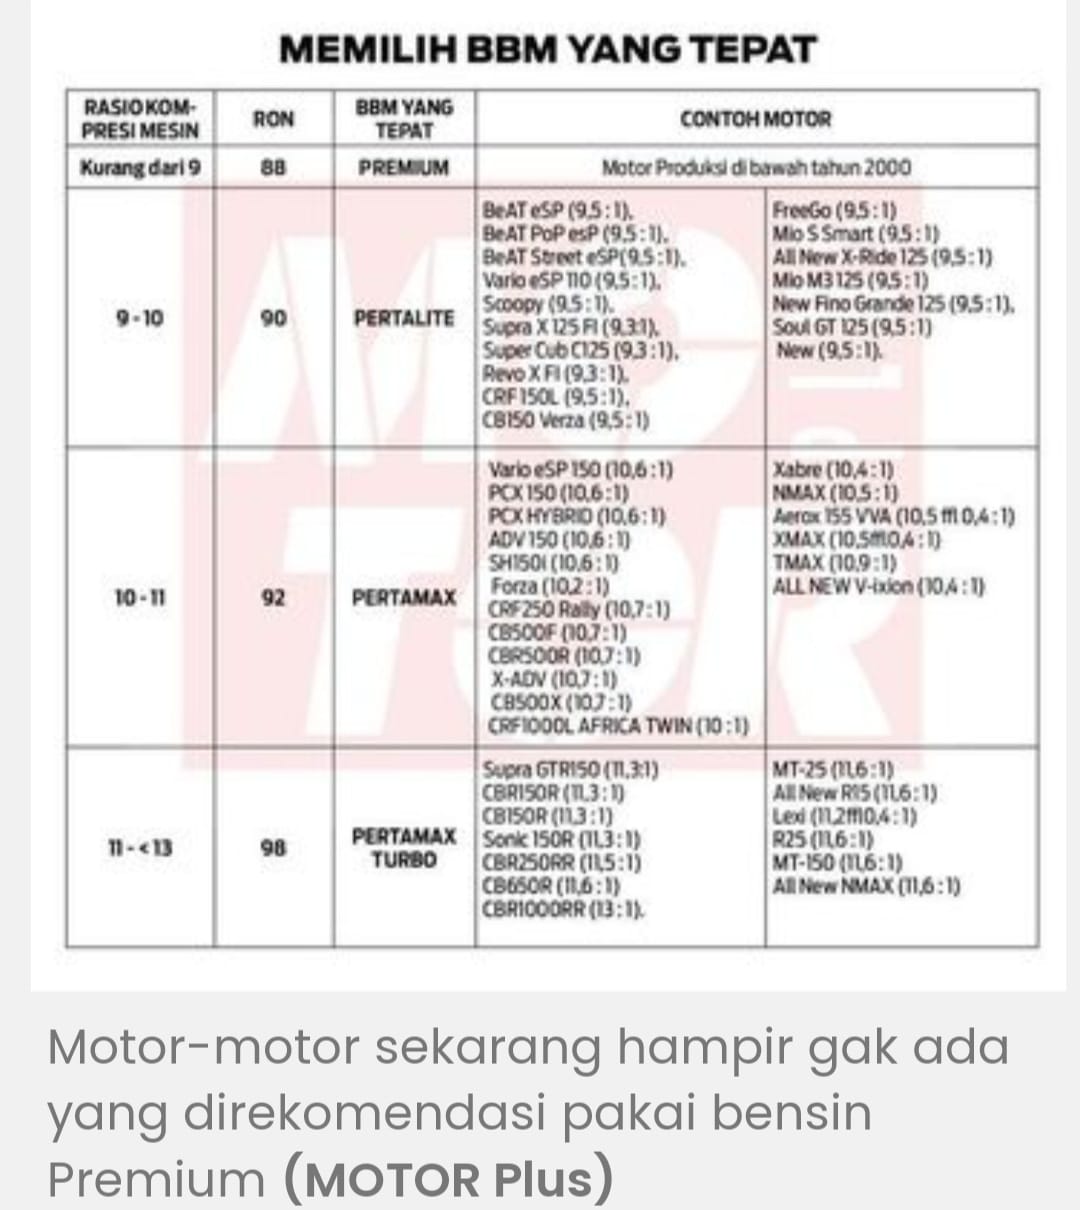 MEMILIH BBM YANG TEPAT
RASIO KOM-
PRESI MESIN
RON
BBM YANG
TEPAT
CONTOH MOTOR
Kurang dari 9
88
PREMIUM
Motor Produksi di bawah tahun 2000
9-10
90
PERTALITE
BeAT eSP (9,5:1),
BeAT PoP esP (9,5:1),
BeAT Street eSP(9,5:1),
Vario eSP 110 (9,5:1),
Scoopy (9,5:1),
Supra X 125 FI (9,3:1),
Super Cub C125 (9,3:1),
Revo X FI (9,3:1),
CRF150L (9,5:1),
CB150 Verza (9,5:1)
FreeGo (9,5:1)
Mio S Smart (9,5:1)
All New X-Ride 125 (9,5:1)
Mio M3 125 (9,5:1)
New Fino Grande 125 (9,5:1),
Soul GT 125 (9,5:1)
New (9,5:1),
10-11
92
PERTAMAX
Vario eSP 150 (10,6:1)
PCX 150 (10,6:1)
PCX HYBRID (10,6:1)
ADV 150 (10,6:1)
SH150i (10,6:1)
Forza (10,2:1)
CRF250 Rally (10,7:1)
CB500F (10,7:1)
CBR500R (10,7:1)
X-ADV (10,7:1)
CB500X (10,7:1)
CRF1000L AFRICA TWIN (10:1)
Xabre (10,4:1)
NMAX (10,5:1)
Aerox 155 VVA (10,5 ffl 0,4:1)
XMAX (10,5ffl0,4:1)
TMAX (10,9:1)
ALL NEW V-ixion (10,4:1)
11-<13
98
PERTAMAX
TURBO
Supra GTR150 (11,3:1)
CBR150R (11,3:1)
CB150R (11,3:1)
Sonic 150R (11,3:1)
CBR250RR (11,5:1)
CB650R (11,6:1)
CBR1000RR (13:1).
MT-25 (11,6:1)
All New R15 (11,6:1)
Lexi (11,2ffl10,4:1)
R25 (11,6:1)
MT-150 (11,6:1)
All New NMAX (11,6:1)
Motor-motor sekarang hampir gak ada
yang direkomendasi pakai bensin
Premium (MOTOR Plus)